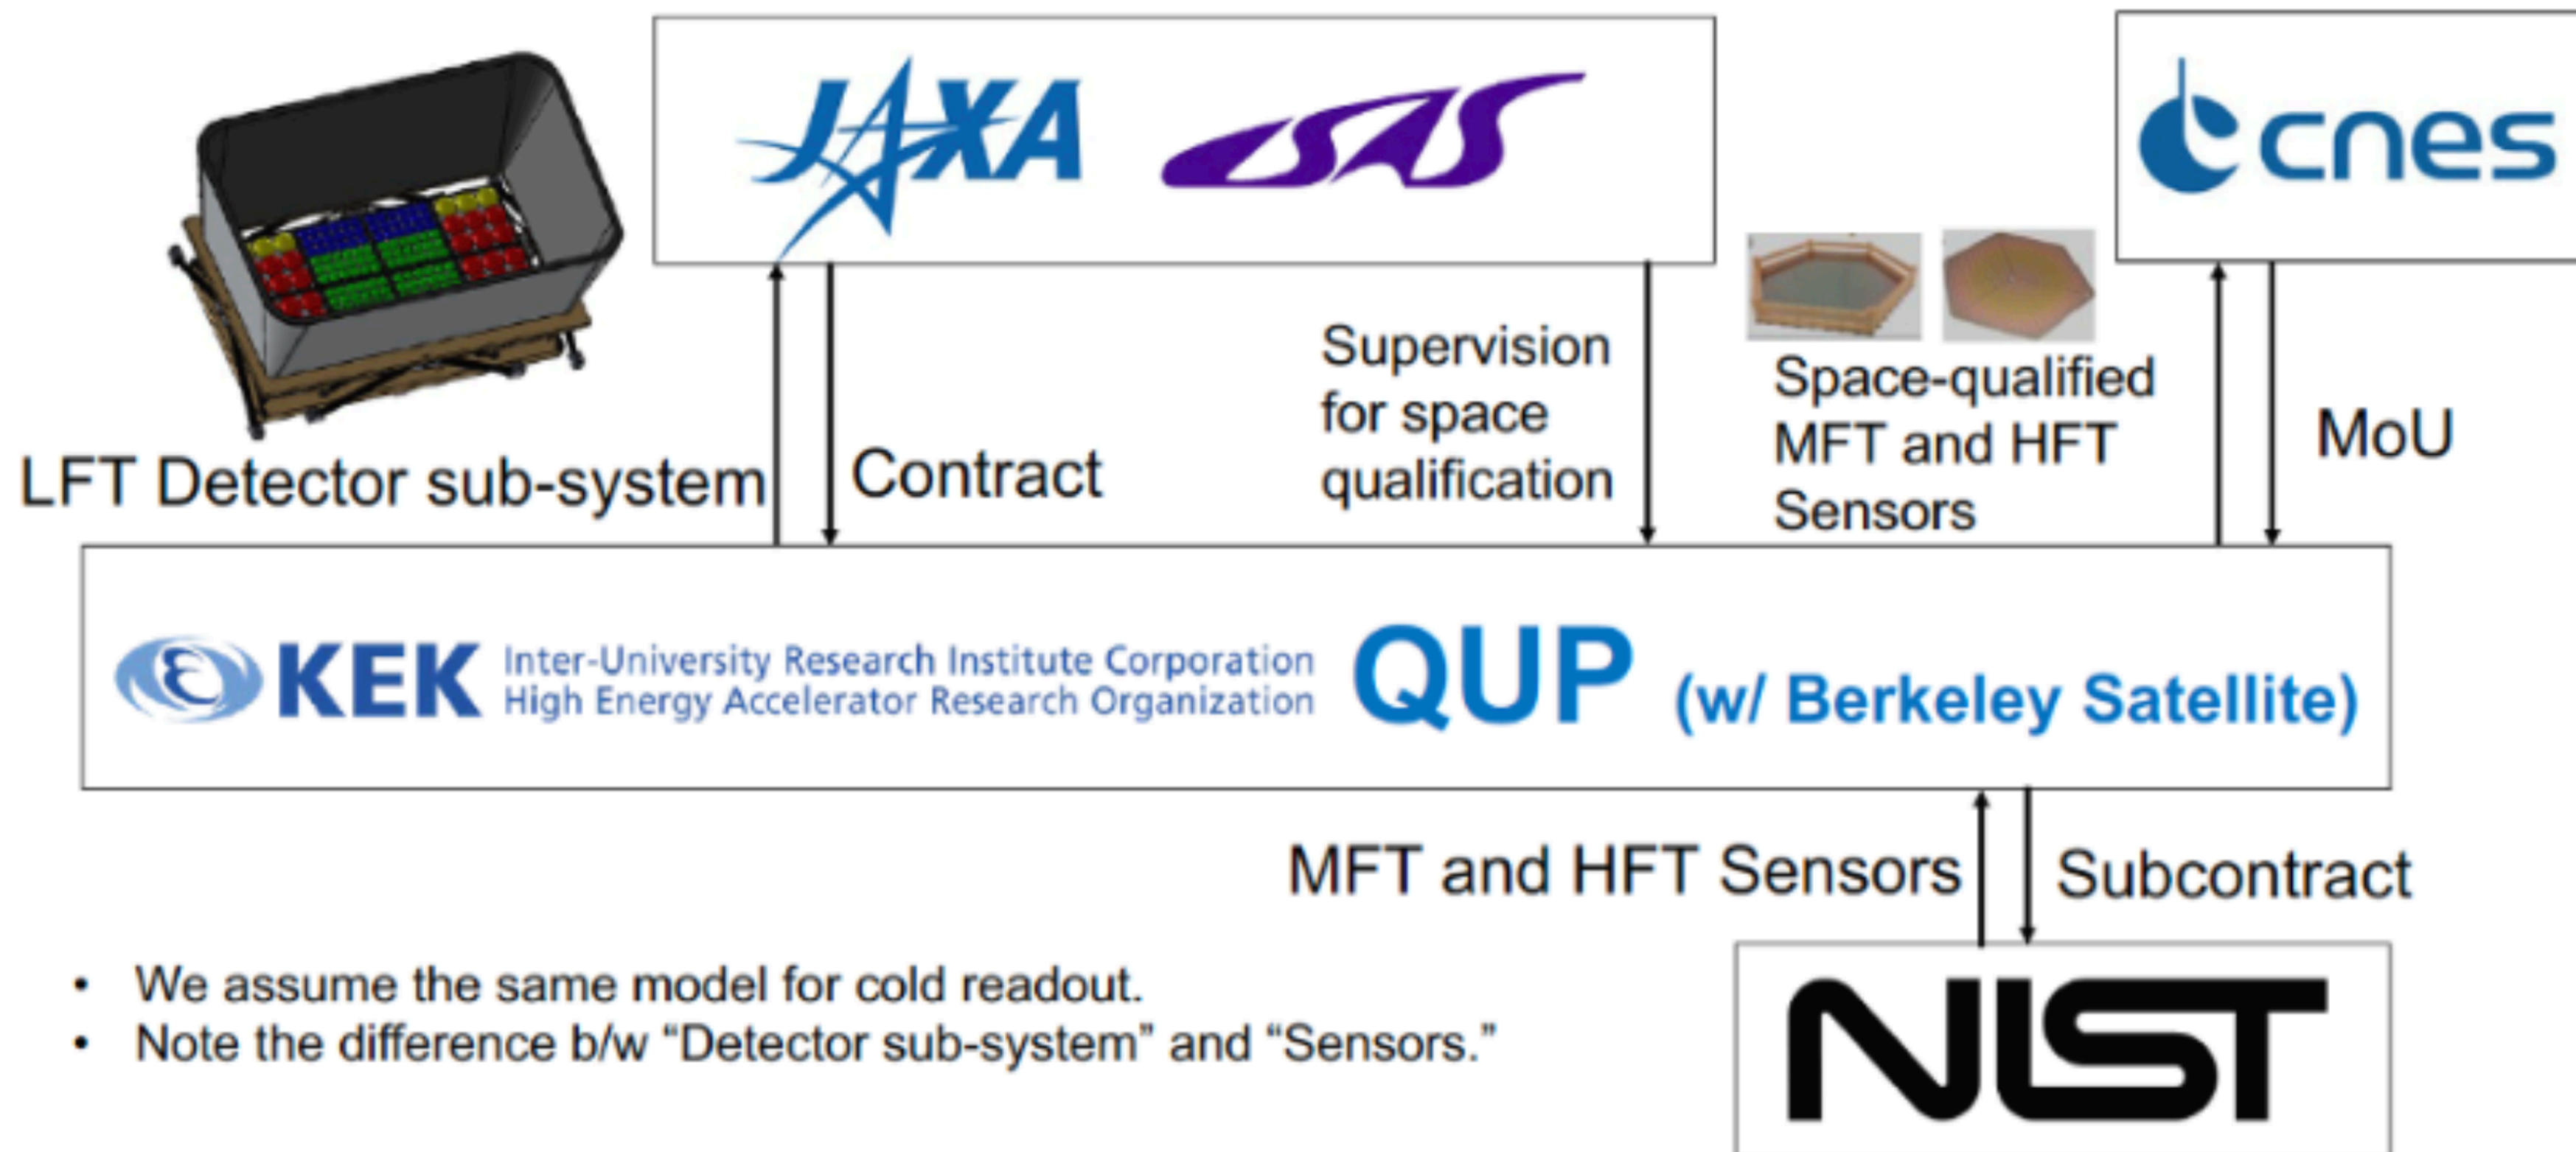 JAXA ISAS
cnes
LFT Detector sub-system
Contract
Supervision
for space
qualification
Space-qualified
MFT and HFT
Sensors
MoU
KEK Inter-University Research Institute Corporation
High Energy Accelerator Research Organization
QUP (w/ Berkeley Satellite)
MFT and HFT Sensors
Subcontract
• We assume the same model for cold readout.
• Note the difference b/w “Detector sub-system” and “Sensors.”
NIST